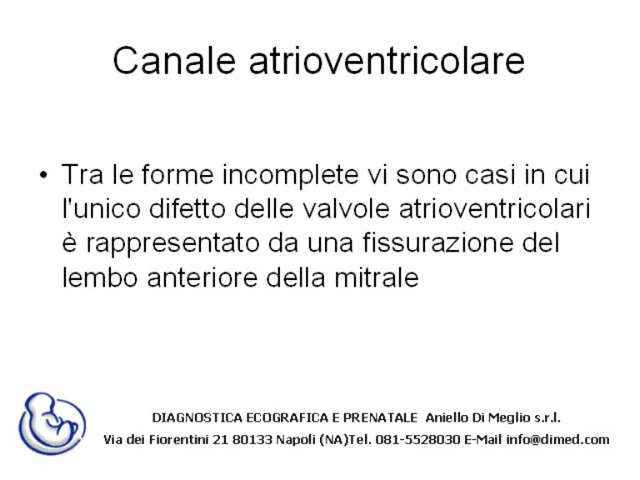 Canale atrioventricolare
• Tra le forme incomplete vi sono casi in cui
l'unico difetto delle valvole atrioventricolari
è rappresentato da una fissurazione del
lembo anteriore della mitrale
DIAGNOSTICA ECOGRAFICA E PRENATALE Aniello Di Meglio s.r.l.
Via dei Fiorentini 21 80133 Napoli (NA)Tel. 081-5528030 E-Mail info@dimed.com